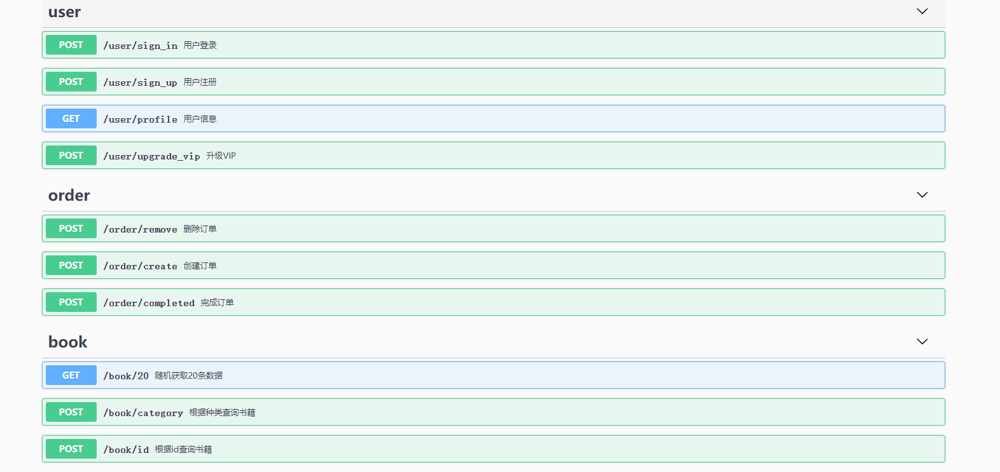 user
POST /user/sign_in 用户登录
POST /user/sign_up 用户注册
GET /user/profile 用户信息
POST /user/upgrade_vip 升级VIP
order
POST /order/remove 删除订单
POST /order/create 创建订单
POST /order/completed 完成订单
book
GET /book/20 随机获取20条数据
POST /book/category 根据种类查询书籍
POST /book/id 根据id查询书籍